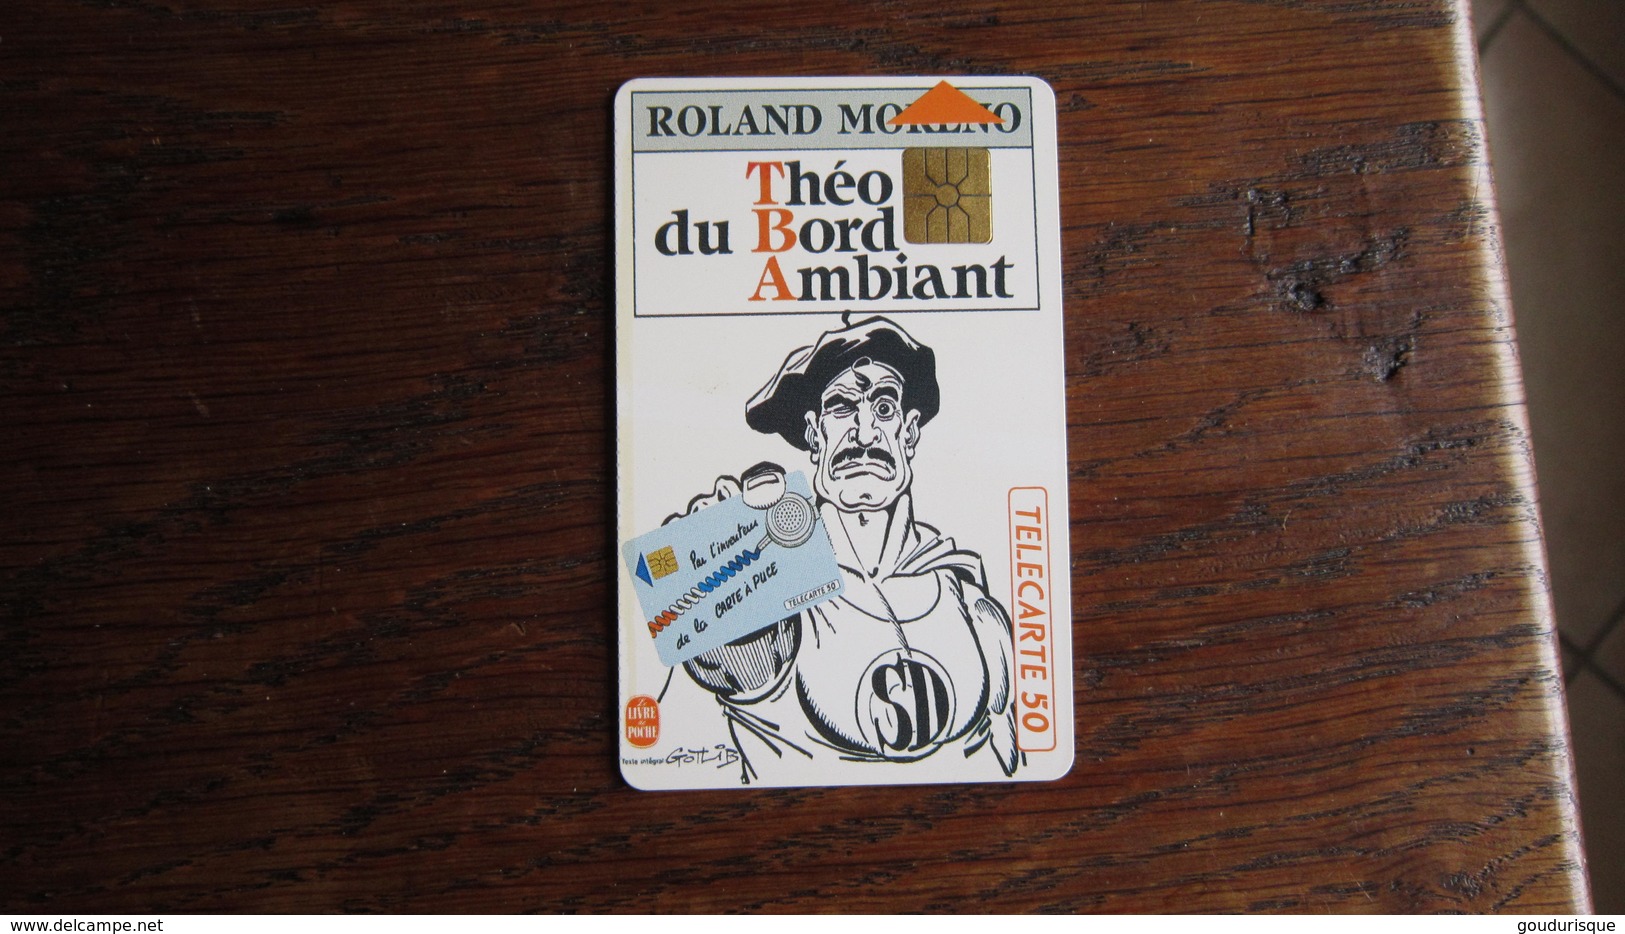 ROLAND MORENO
Théo
du Bord
Ambiant
Par l'inventeur
de la CARTE à PUCE
TELECARTE 50
TELECARTE 50
SD
Le
LIVRE
de
POCHE
Texte intégral
GOTLIB
delcampe.net
goudurisque